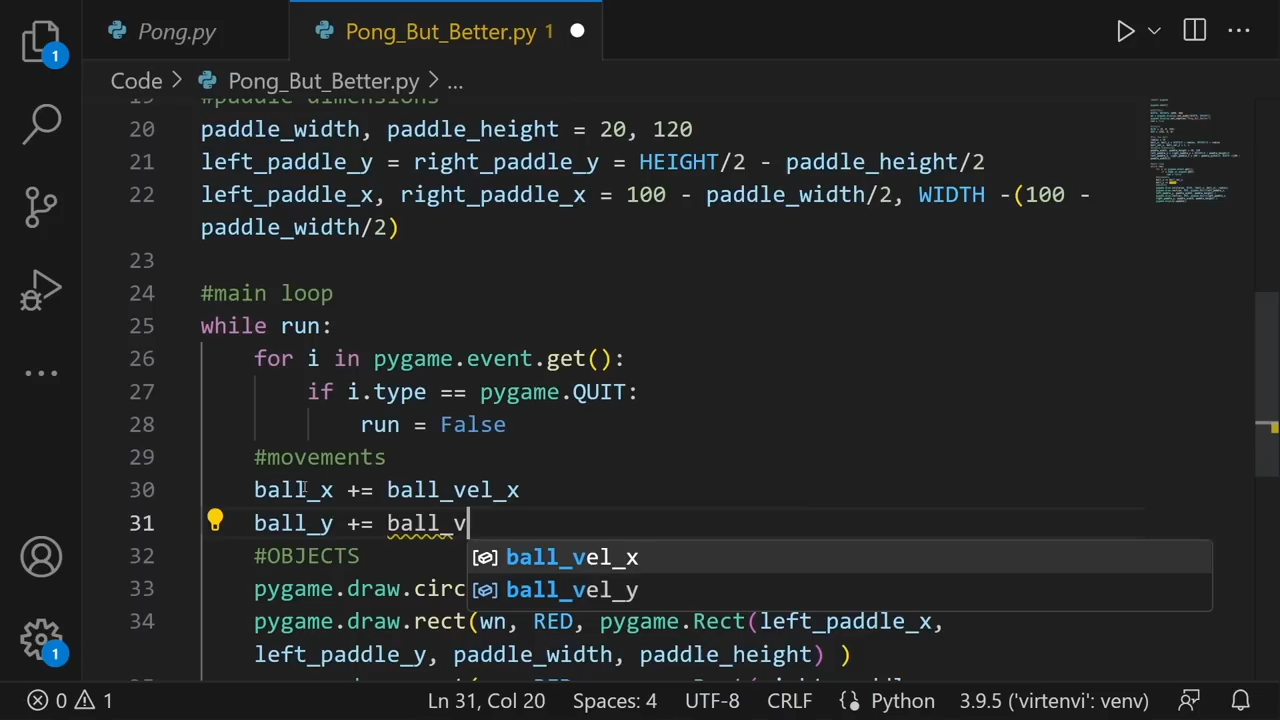 Pong.py
Pong_But_Better.py 1
1
Code > Pong_But_Better.py > ...
19 #paddle dimensions
20 paddle_width, paddle_height = 20, 120
21 left_paddle_y = right_paddle_y = HEIGHT/2 - paddle_height/2
22 left_paddle_x, right_paddle_x = 100 - paddle_width/2, WIDTH -(100 -
paddle_width/2)
23
24 #main loop
25 while run:
26 for i in pygame.event.get():
27 if i.type == pygame.QUIT:
28 run = False
29 #movements
30 ball_x += ball_vel_x
31 ball_y += ball_v
ball_vel_x
ball_vel_y
32 #OBJECTS
33 pygame.draw.circ
34 pygame.draw.rect(wn, RED, pygame.Rect(left_paddle_x,
left_paddle_y, paddle_width, paddle_height) )
1
0 1 Ln 31, Col 20 Spaces: 4 UTF-8 CRLF Python 3.9.5 ('virtenvi': venv)